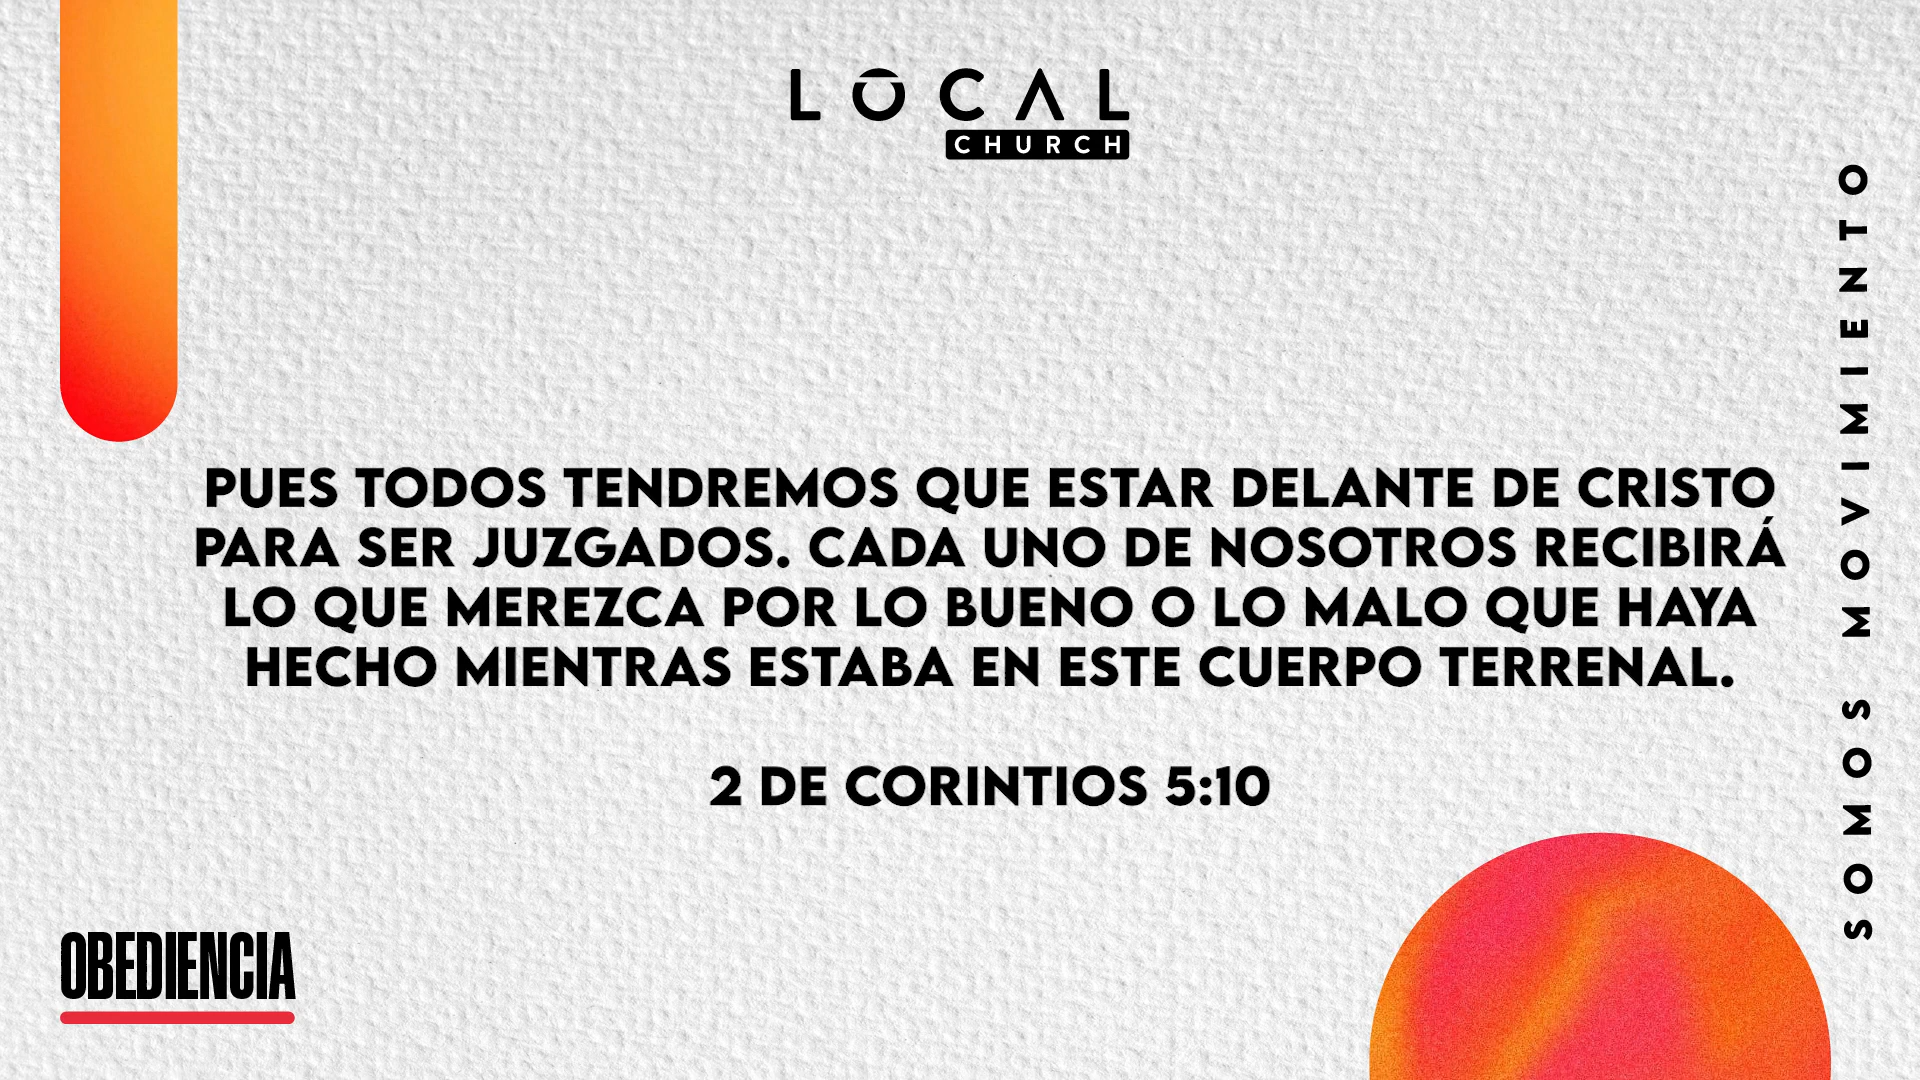 LOCAL
CHURCH
PUES TODOS TENDREMOS QUE ESTAR DELANTE DE CRISTO
PARA SER JUZGADOS. CADA UNO DE NOSOTROS RECIBIRÁ
LO QUE MEREZCA POR LO BUENO O LO MALO QUE HAYA
HECHO MIENTRAS ESTABA EN ESTE CUERPO TERRENAL.
2 DE CORINTIOS 5:10
SOMOS MOVIMIENTO
OBEDIENCIA